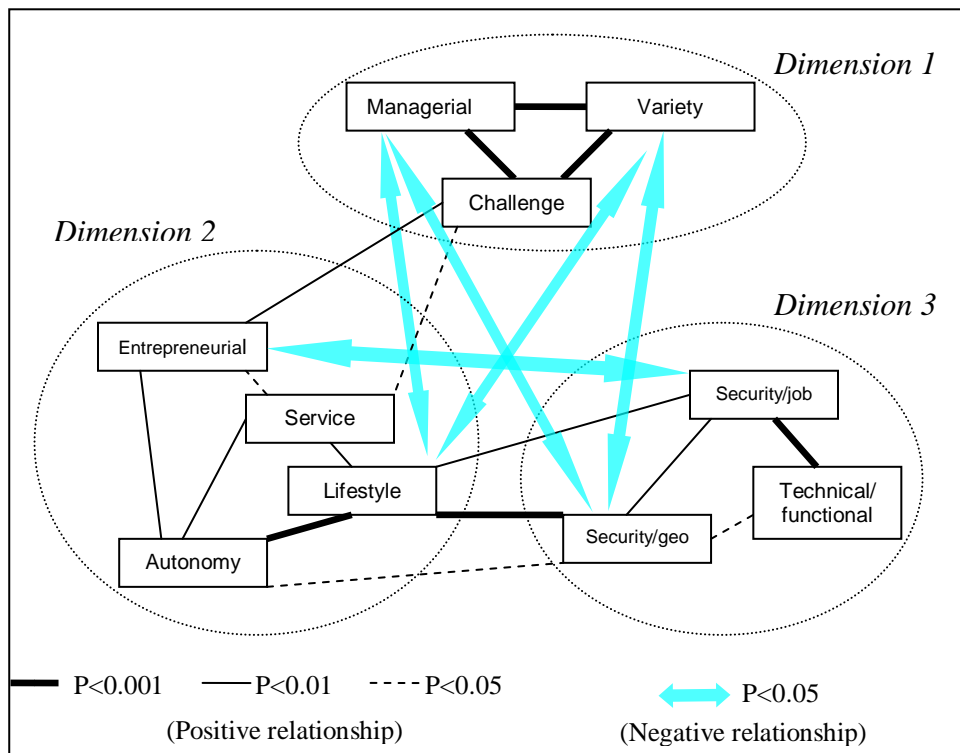 Dimension 1
Managerial
Variety
Challenge
Dimension 2
Dimension 3
Entrepreneurial
Security/job
Service
Lifestyle
Technical/
functional
Security/geo
Autonomy
P<0.001
P<0.01
P<0.05
P<0.05
(Positive relationship)
(Negative relationship)